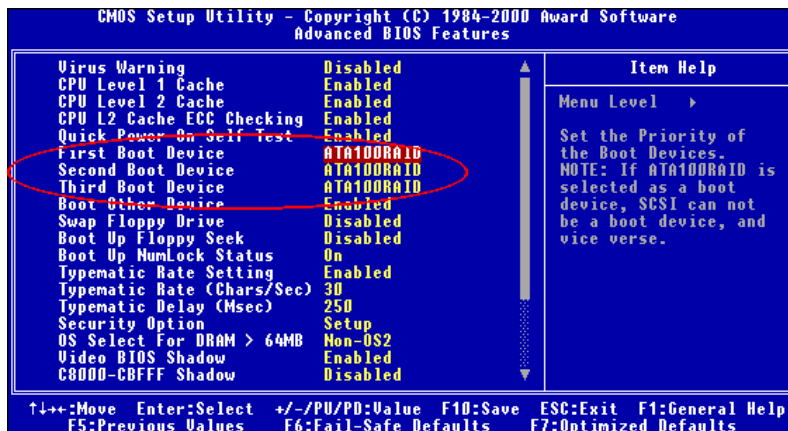 CMOS Setup Utility - Copyright (C) 1984-2000 Award Software
Advanced BIOS Features
Virus Warning Disabled
CPU Level 1 Cache Enabled
CPU Level 2 Cache Enabled
CPU L2 Cache ECC Checking Enabled
Quick Power On Self Test Enabled
First Boot Device ATA100RAID
Second Boot Device ATA100RAID
Third Boot Device ATA100RAID
Boot Other Device Enabled
Swap Floppy Drive Disabled
Boot Up Floppy Seek Disabled
Boot Up NumLock Status On
Typematic Rate Setting Enabled
Typematic Rate (Chars/Sec) 30
Typematic Delay (Msec) 250
Security Option Setup
OS Select For DRAM > 64MB Non-OS2
Video BIOS Shadow Enabled
C8000-CBFFF Shadow Disabled
Item Help
Menu Level ▸
Set the Priority of
the Boot Devices.
NOTE: If ATA100RAID is
selected as a boot
device, SCSI can not
be a boot device, and
vice verse.
↑↓→←:Move Enter:Select +/-/PU/PD:Value F10:Save ESC:Exit F1:General Help
F5:Previous Values F6:Fail-Safe Defaults F7:Optimized Defaults